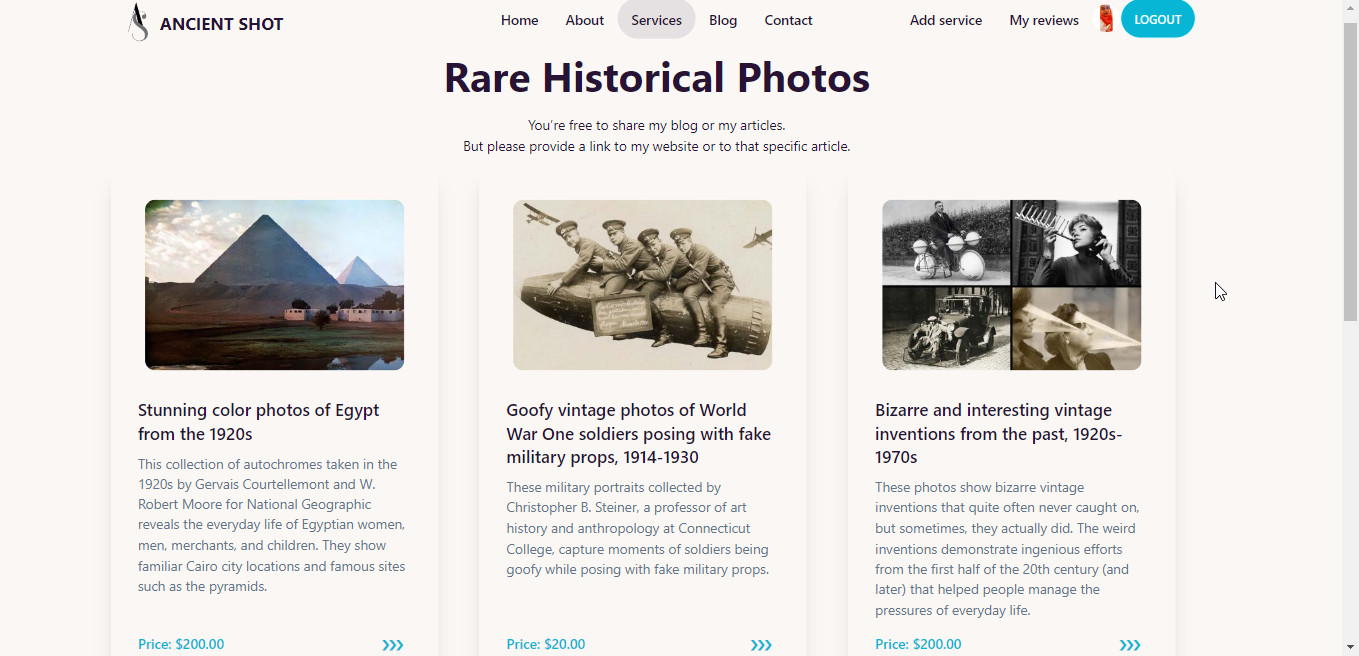 ANCIENT SHOT
Home About Services Blog Contact Add service My reviews LOGOUT
Rare Historical Photos
You're free to share my blog or my articles.
But please provide a link to my website or to that specific article.
Stunning color photos of Egypt
from the 1920s
This collection of autochromes taken in the
1920s by Gervais Courtellemont and W.
Robert Moore for National Geographic
reveals the everyday life of Egyptian women,
men, merchants, and children. They show
familiar Cairo city locations and famous sites
such as the pyramids.
Price: $200.00
Goofy vintage photos of World
War One soldiers posing with fake
military props, 1914-1930
These military portraits collected by
Christopher B. Steiner, a professor of art
history and anthropology at Connecticut
College, capture moments of soldiers being
goofy while posing with fake military props.
Price: $20.00
Bizarre and interesting vintage
inventions from the past, 1920s-
1970s
These photos show bizarre vintage
inventions that quite often never caught on,
but sometimes, they actually did. The weird
inventions demonstrate ingenious efforts
from the first half of the 20th century (and
later) that helped people manage the
pressures of everyday life.
Price: $200.00